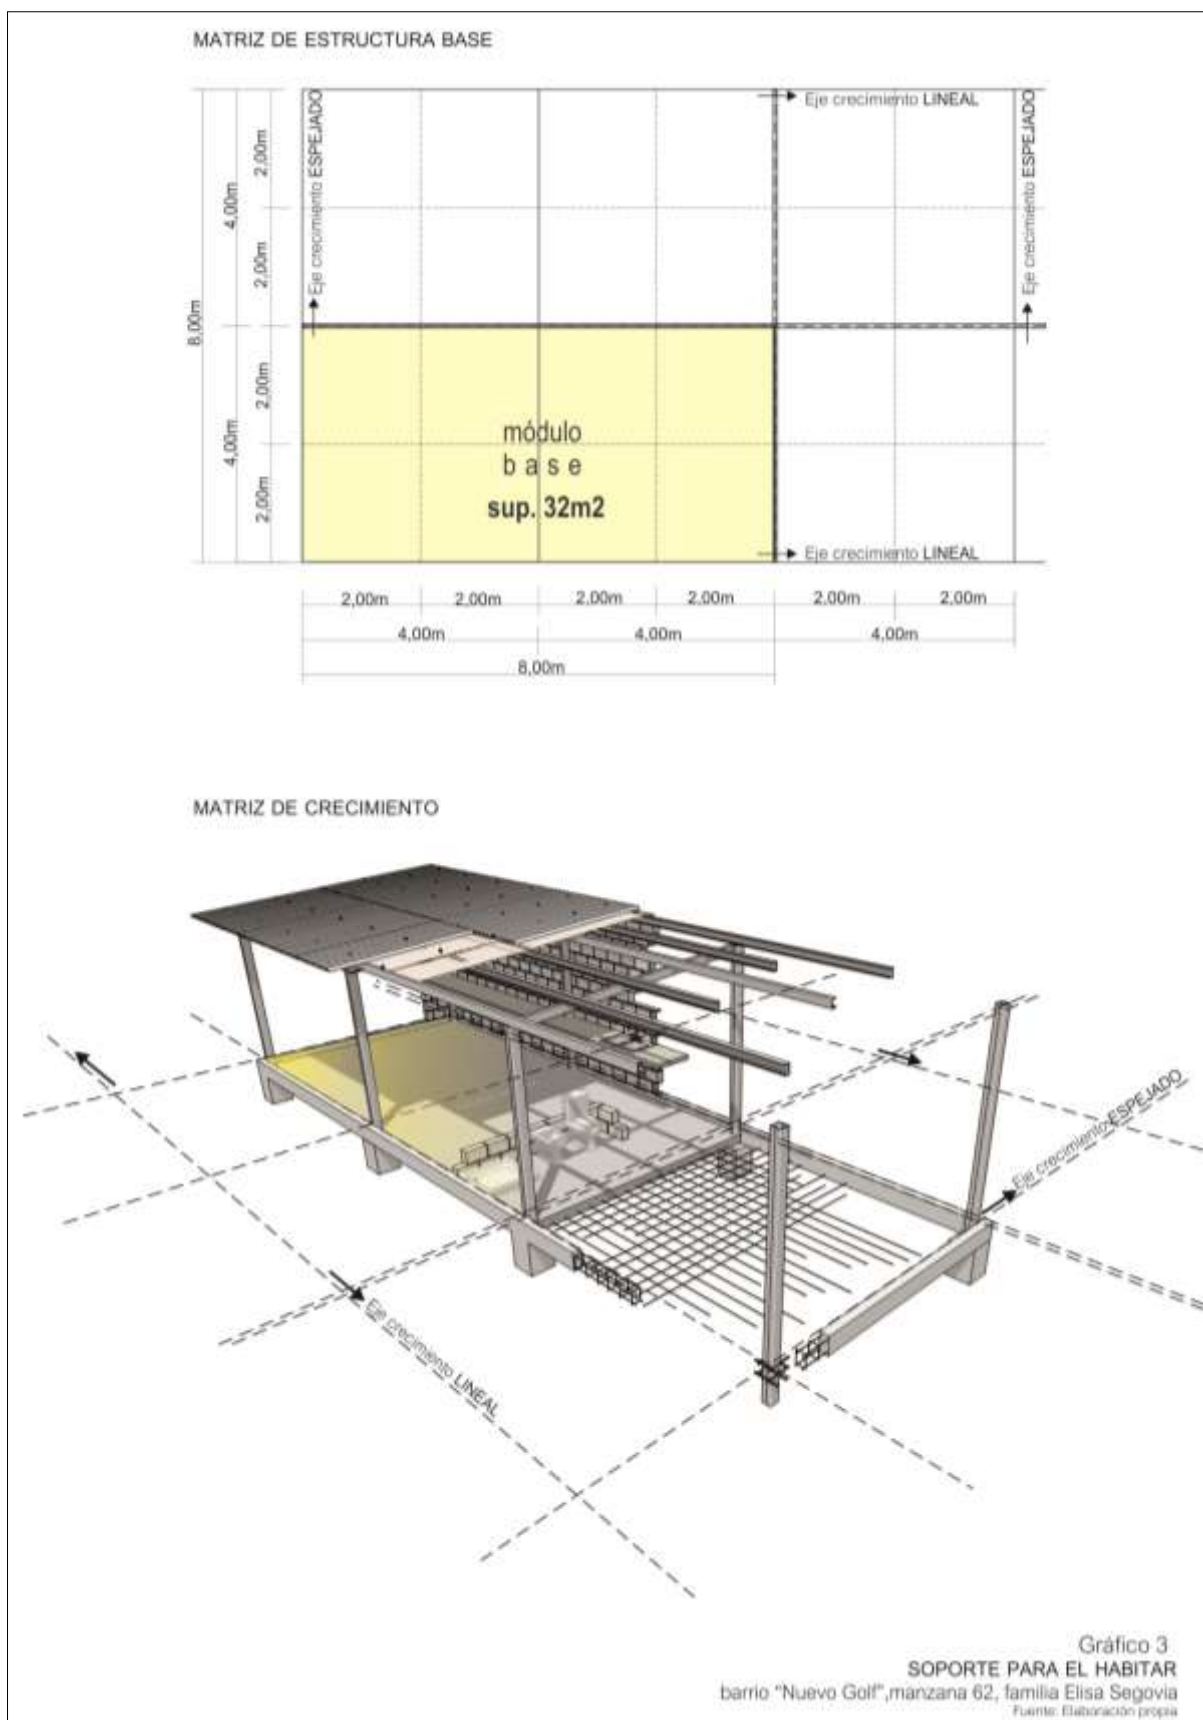 MATRIZ DE ESTRUCTURA BASE
Eje crecimiento LINEAL
Eje crecimiento ESPEJADO
Eje crecimiento ESPEJADO
2,00m
4,00m
2,00m
8,00m
2,00m
4,00m
2,00m
módulo
base
sup. 32m2
Eje crecimiento LINEAL
2,00m 2,00m 2,00m 2,00m 2,00m 2,00m
4,00m 4,00m 4,00m
8,00m
MATRIZ DE CRECIMIENTO
Eje crecimiento ESPEJADO
Eje crecimiento LINEAL
Gráfico 3
SOPORTE PARA EL HABITAR
barrio "Nuevo Golf",manzana 62, familia Elisa Segovia
Fuente: Elaboración propia